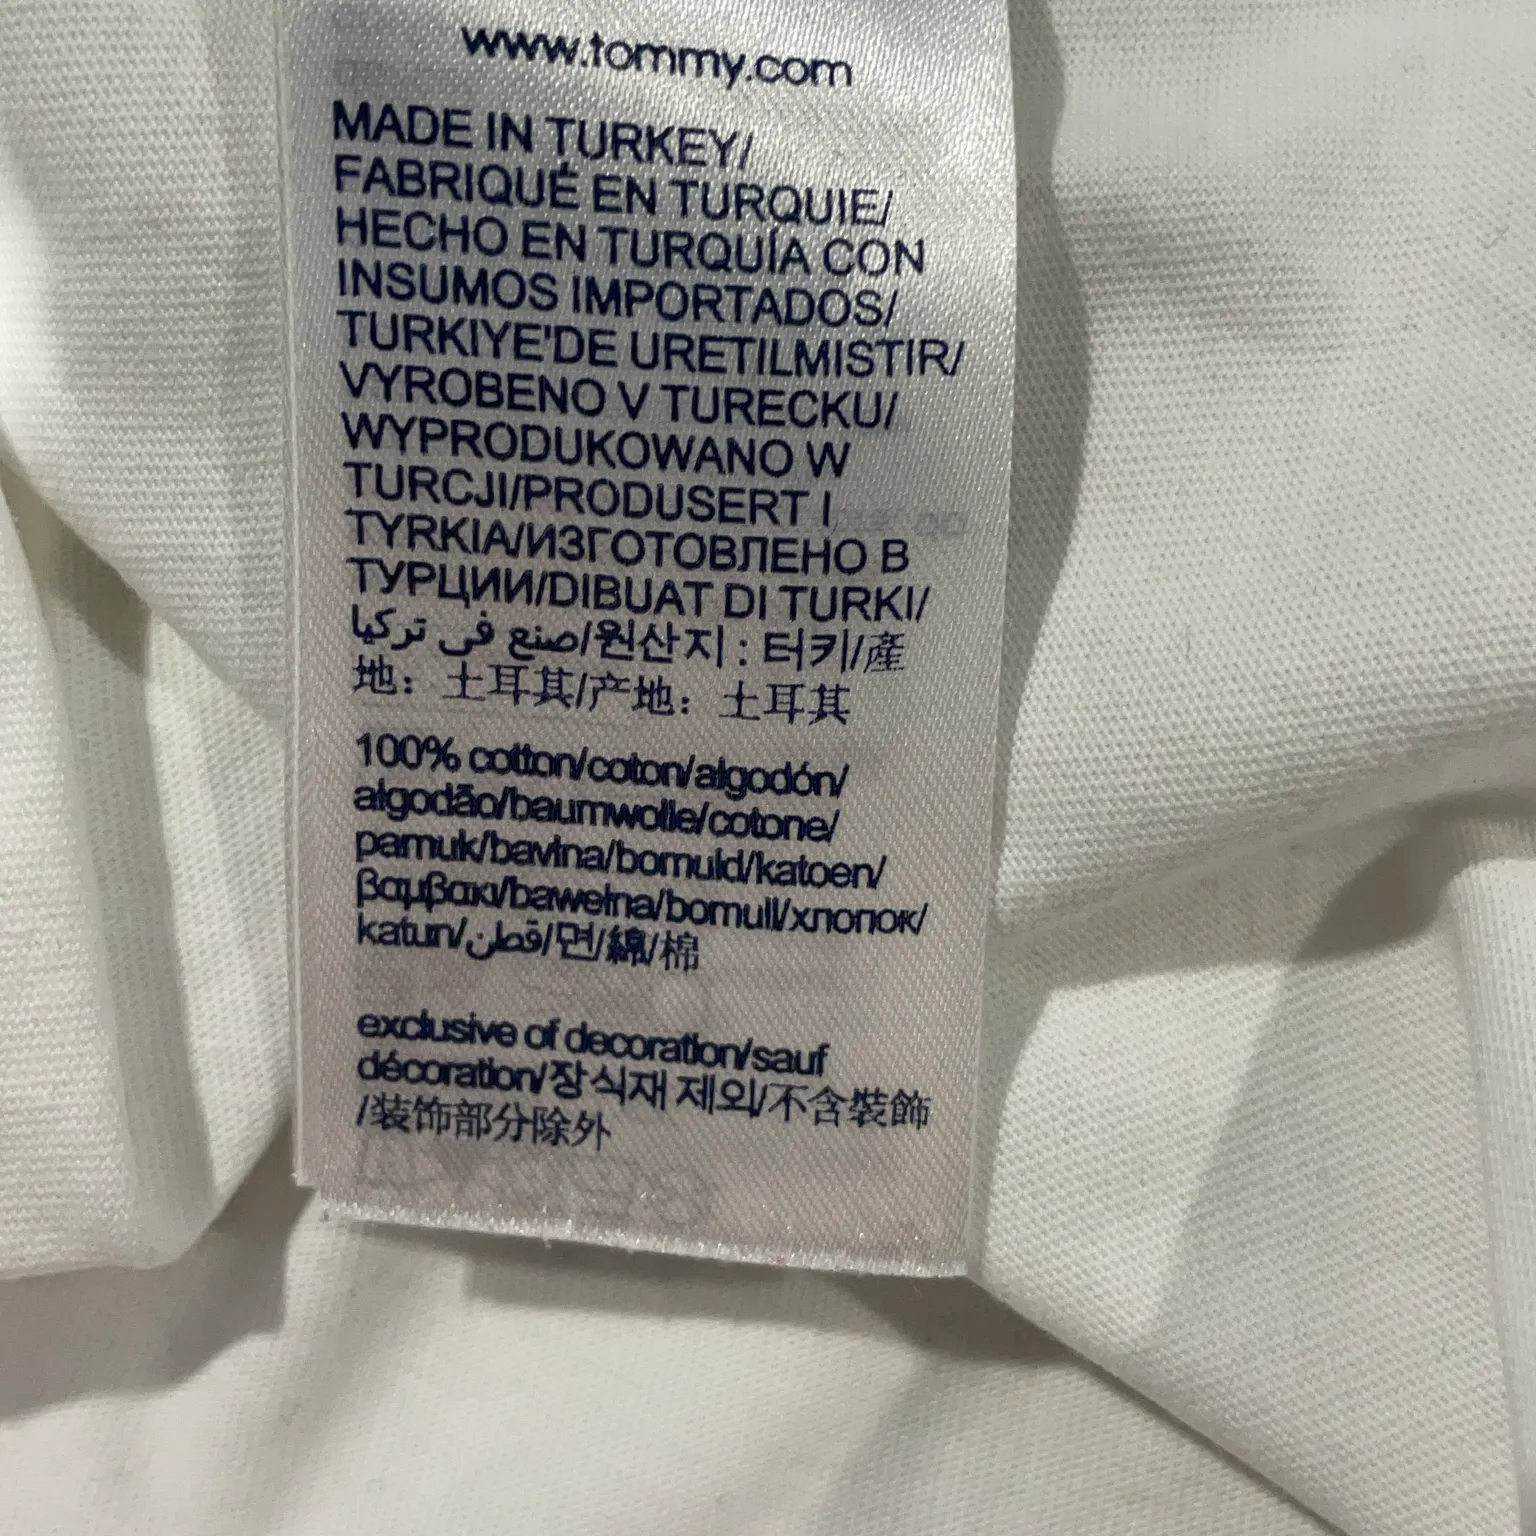 www.tommy.com
MADE IN TURKEY/
FABRIQUÉ EN TURQUIE/
HECHO EN TURQUÍA CON
INSUMOS IMPORTADOS/
TURKIYE'DE URETILMISTIR/
VYROBENO V TURECKU/
WYPRODUKOWANO W
TURCJI/PRODUSERT I
TYRKIA/ИЗГОТОВЛЕНО В
ТУРЦИИ/DIBUAT DI TURKI/
صنع في تركيا/원산지 : 터키/產
地：土耳其/产地：土耳其
100% cotton/coton/algodón/
algodão/baumwolle/cotone/
pamuk/bavlna/bomuld/katoen/
βαμβακι/bawełna/bomull/хлопок/
katun/قطن/면/綿/棉
exclusive of decoration/sauf
décoration/장식재 제외/不含裝飾
/装饰部分除外